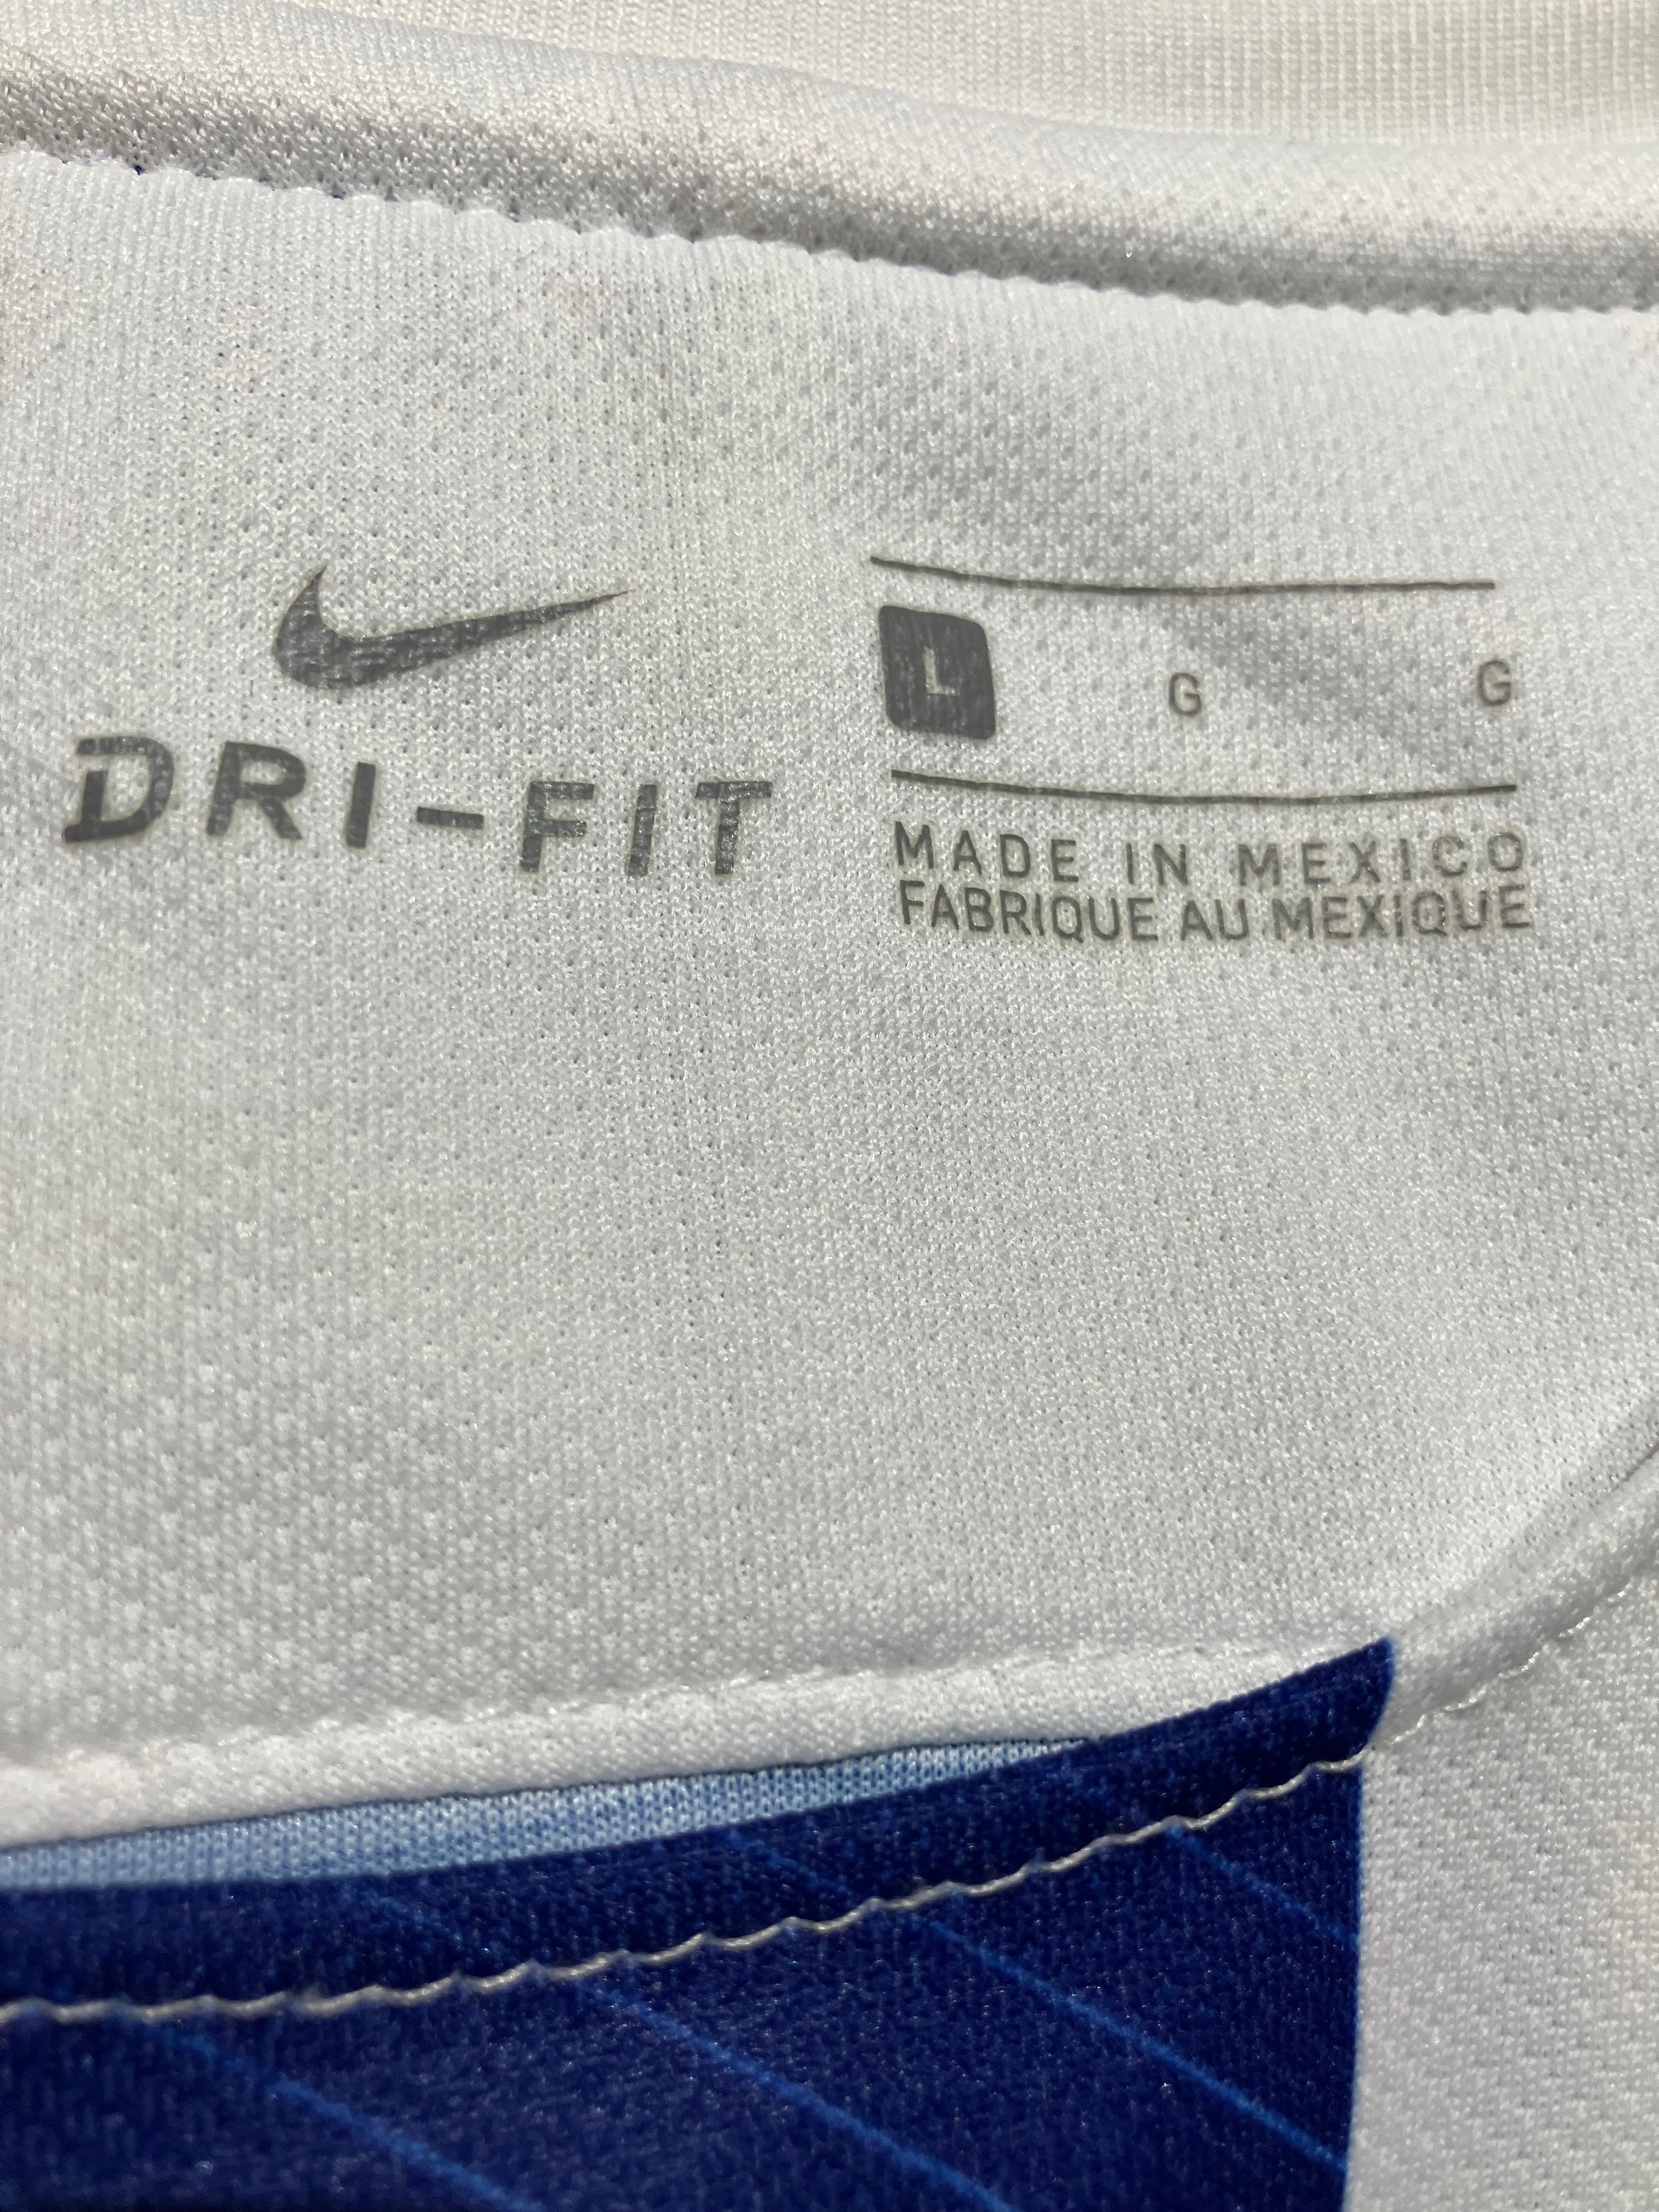 DRI-FIT
L G G
MADE IN MEXICO
FABRIQUE AU MEXIQUE